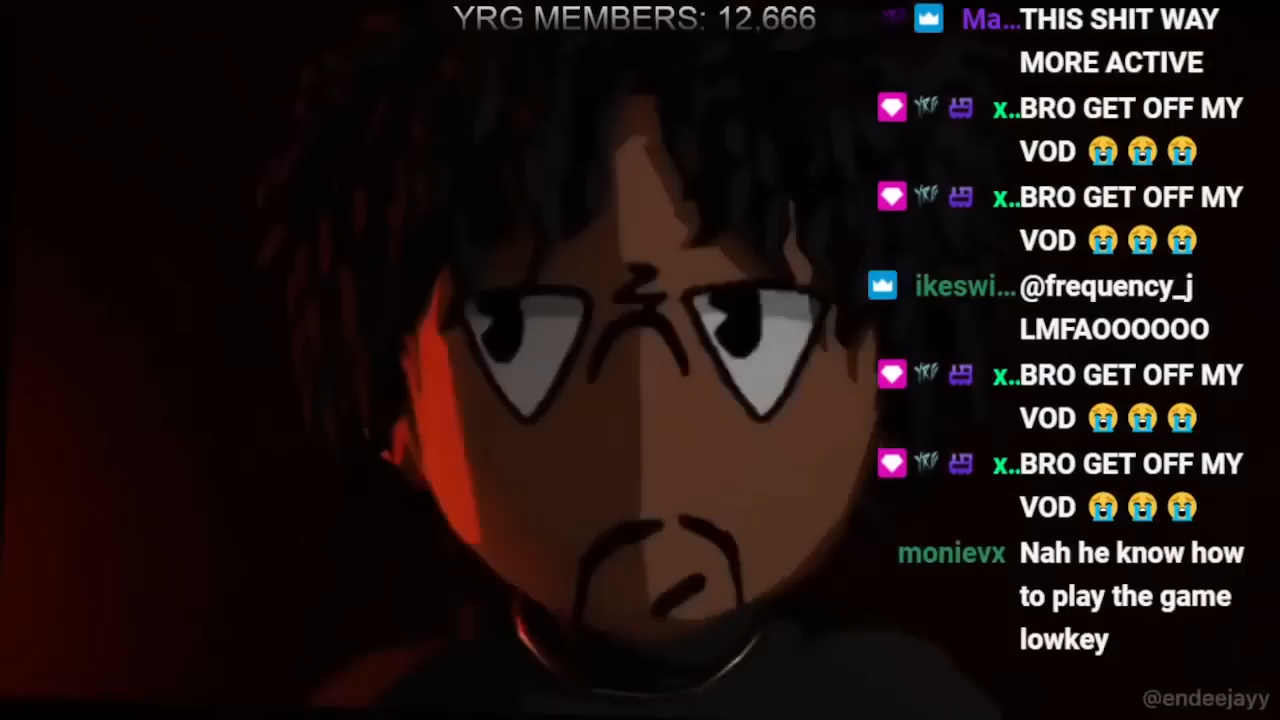 YRG MEMBERS: 12,666
Ma... THIS SHIT WAY
MORE ACTIVE
x.. BRO GET OFF MY
VOD 😭 😭 😭
x.. BRO GET OFF MY
VOD 😭 😭 😭
ikeswi... @frequency_j
LMFAOOOOOO
x.. BRO GET OFF MY
VOD 😭 😭 😭
x.. BRO GET OFF MY
VOD 😭 😭 😭
monievx Nah he know how
to play the game
lowkey
@endeejayy